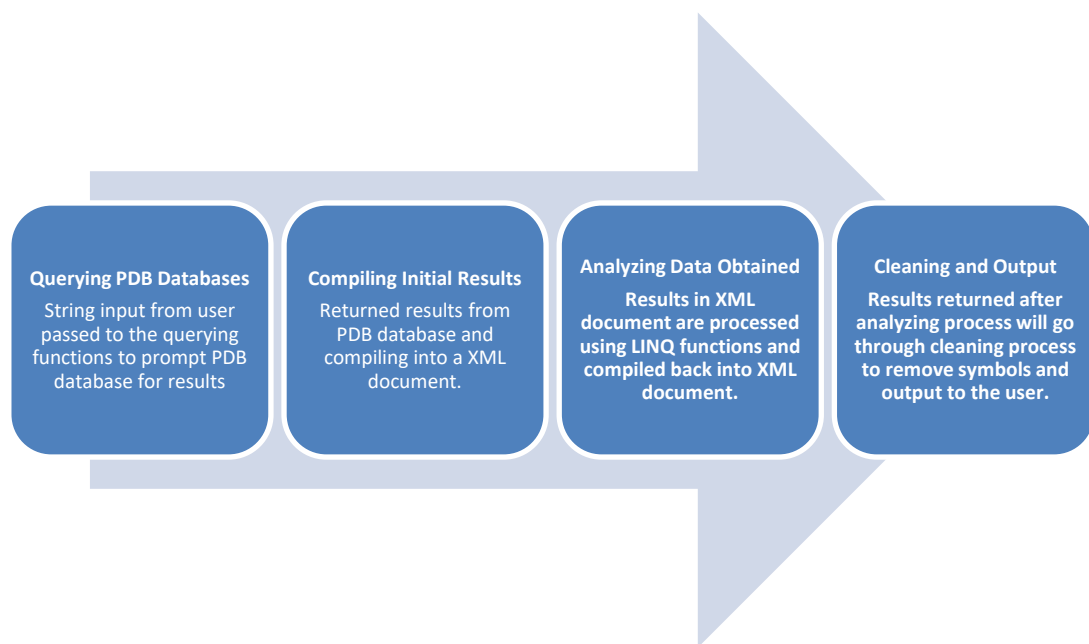 Querying PDB Databases
String input from user
passed to the querying
functions to prompt PDB
database for results
Compiling Initial Results
Returned results from
PDB database and
compiling into a XML
document.
Analyzing Data Obtained
Results in XML
document are processed
using LINQ functions and
compiled back into XML
document.
Cleaning and Output
Results returned after
analyzing process will go
through cleaning process
to remove symbols and
output to the user.